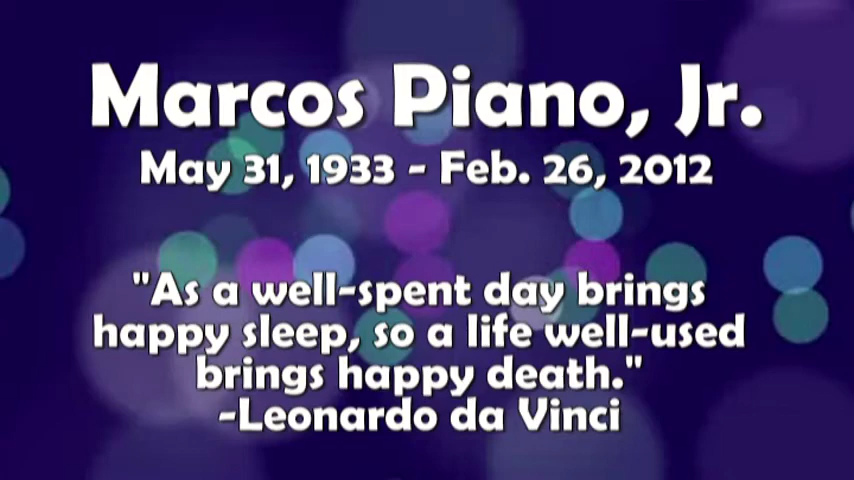 Marcos Piano, Jr.
May 31, 1933 - Feb. 26, 2012
"As a well-spent day brings
happy sleep, so a life well-used
brings happy death."
-Leonardo da Vinci